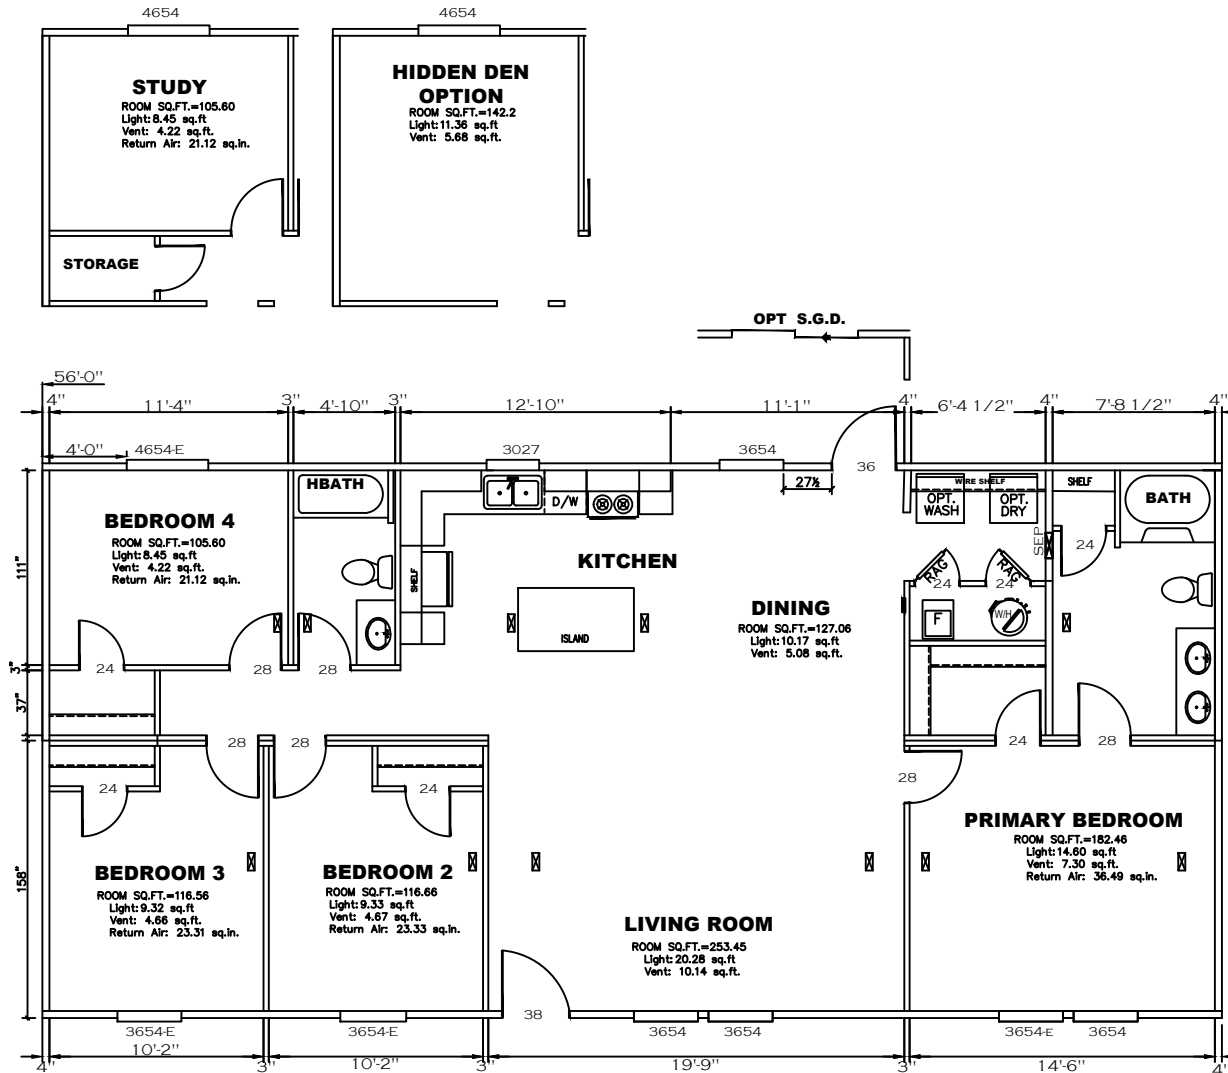 4654
4654
STUDY
ROOM SQ.FT.=105.60
Light:8.45 sq.ft
Vent: 4.22 sq.ft.
Return Air: 21.12 sq.in.
STORAGE
HIDDEN DEN
OPTION
ROOM SQ.FT.=142.2
Light:11.36 sq.ft
Vent: 5.68 sq.ft.
OPT S.G.D.
56'-0"
4" 11'-4" 3" 4'-10" 3" 12'-10" 11'-1" 4" 6'-4 1/2" 4" 7'-8 1/2" 4"
4'-0" 4654-E 3027 3654 36
27½
HBATH
D/W
WIRE SHELF
OPT.
WASH
OPT.
DRY
SHELF
BATH
BEDROOM 4
ROOM SQ.FT.=105.60
Light:8.45 sq.ft
Vent: 4.22 sq.ft.
Return Air: 21.12 sq.in.
111"
SHELF
KITCHEN
ISLAND
DINING
ROOM SQ.FT.=127.06
Light:10.17 sq.ft
Vent: 5.08 sq.ft.
SEP
24
RAG
RAG
24
24
F
W/H
3"
24
28
28
37"
28
28
24
28
28
24
24
158"
BEDROOM 3
ROOM SQ.FT.=116.56
Light:9.32 sq.ft
Vent: 4.66 sq.ft.
Return Air: 23.31 sq.in.
BEDROOM 2
ROOM SQ.FT.=116.66
Light:9.33 sq.ft
Vent: 4.67 sq.ft.
Return Air: 23.33 sq.in.
LIVING ROOM
ROOM SQ.FT.=253.45
Light:20.28 sq.ft
Vent: 10.14 sq.ft.
PRIMARY BEDROOM
ROOM SQ.FT.=182.46
Light:14.60 sq.ft
Vent: 7.30 sq.ft.
Return Air: 36.49 sq.in.
38
3654-E 3654-E 3654 3654 3654-E 3654
4" 10'-2" 3" 10'-2" 3" 19'-9" 3" 14'-6" 4"